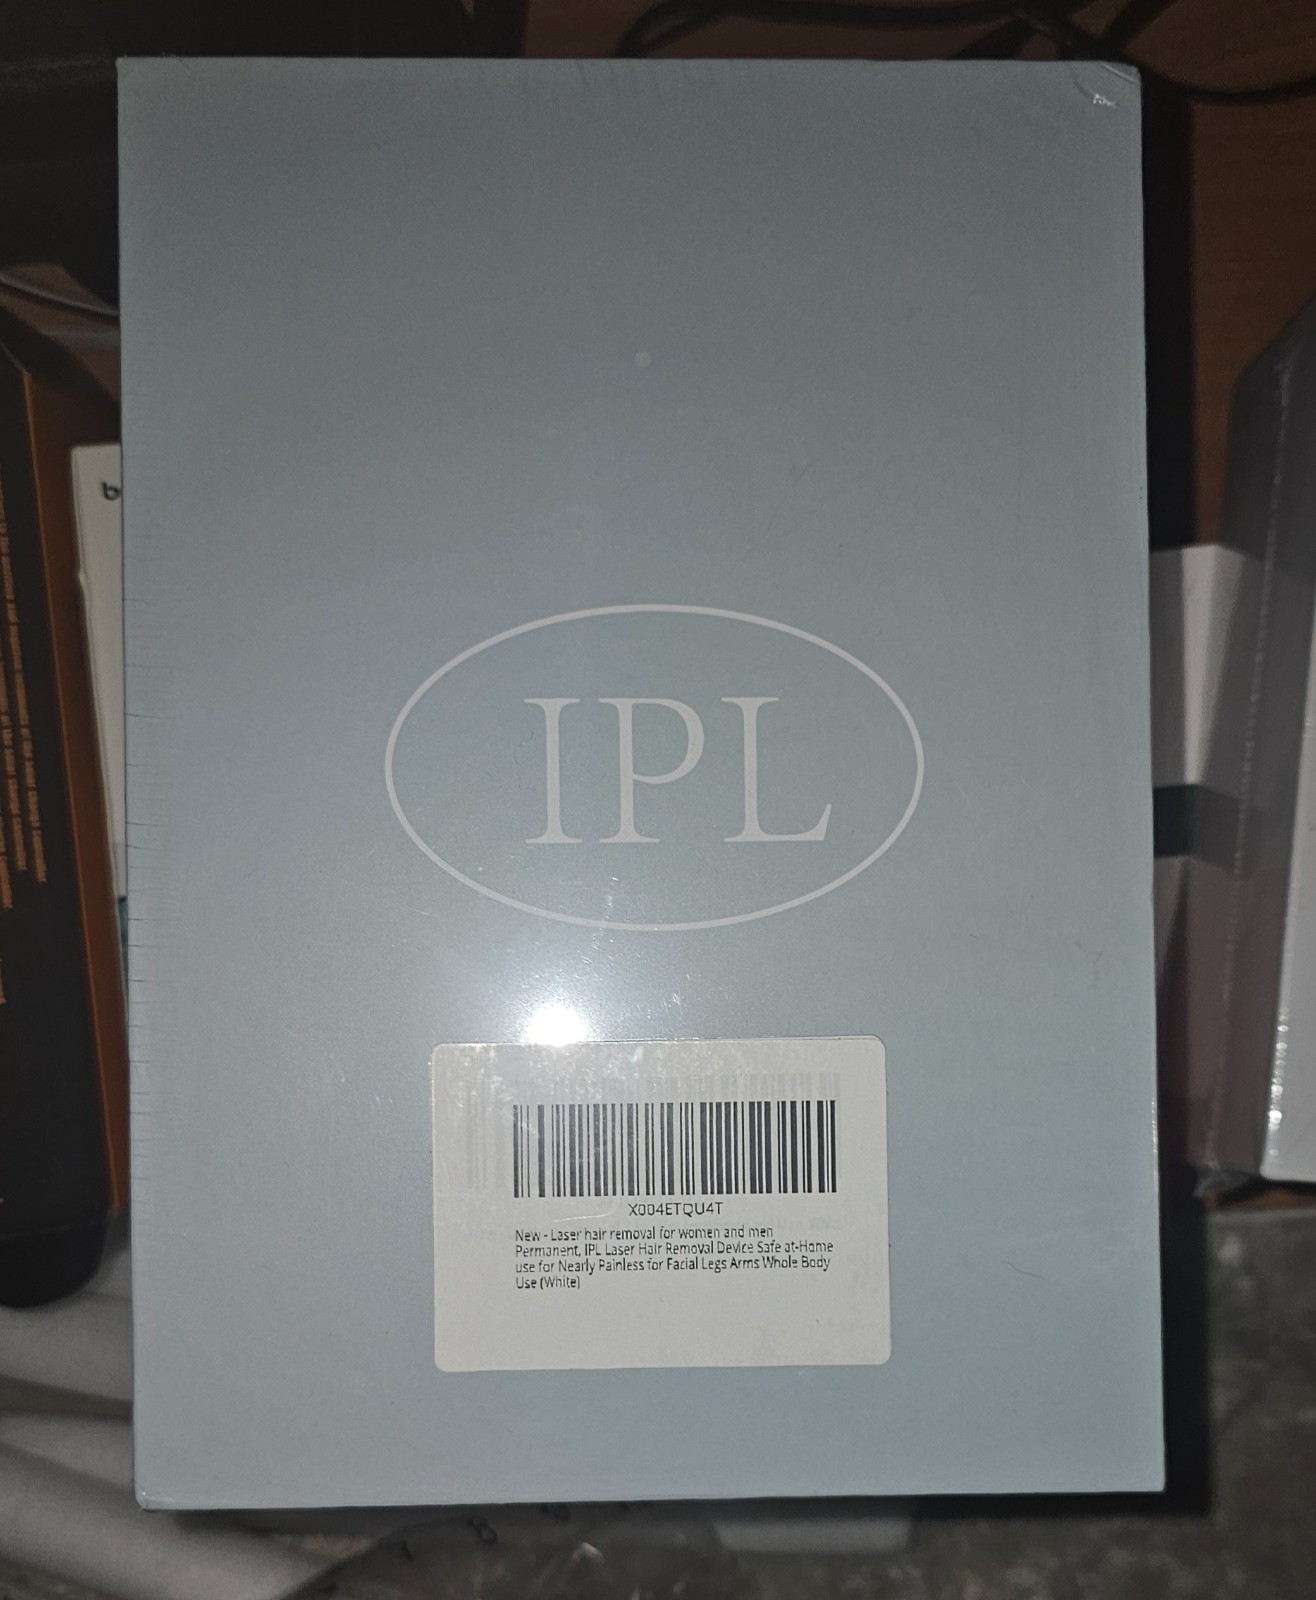 IPL
X004ETQU4T
New - Laser hair removal for women and men
Permanent, IPL Laser Hair Removal Device Safe at-Home
use for Nearly Painless for Facial Legs Arms Whole Body
Use (White)